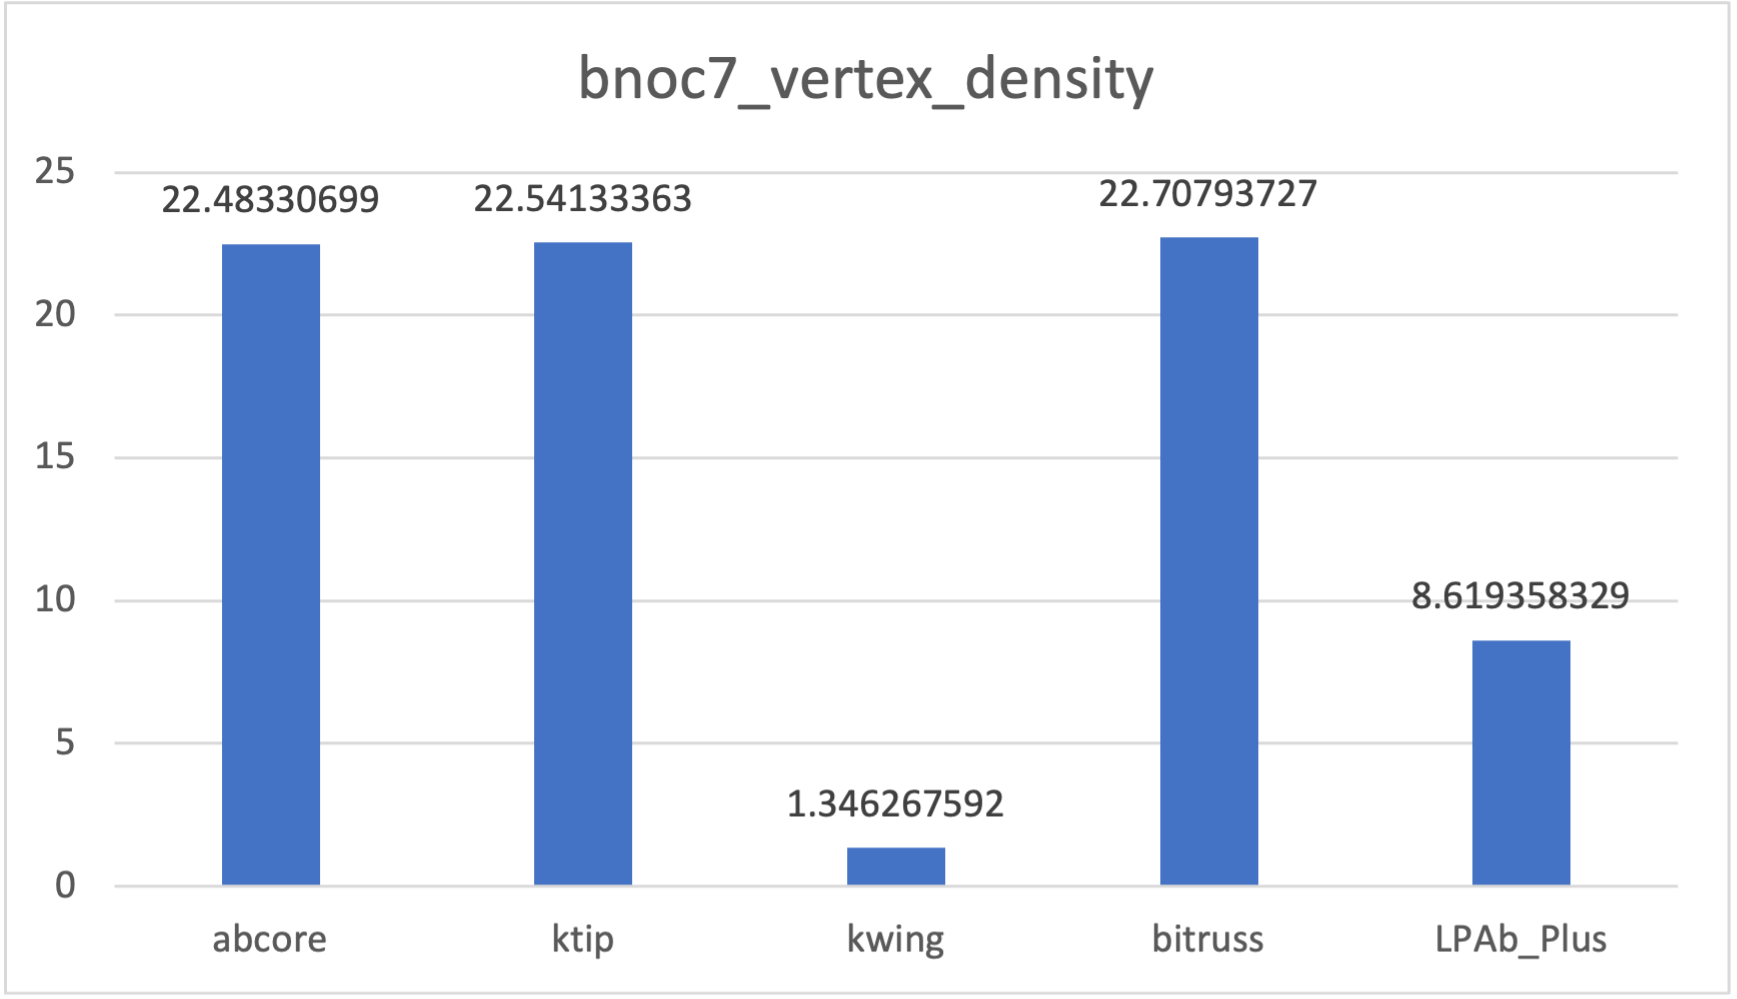 bnoc7_vertex_density
25
20
15
10
5
0
22.48330699
22.54133363
1.346267592
22.70793727
8.619358329
abcore
ktip
kwing
bitruss
LPAb_Plus